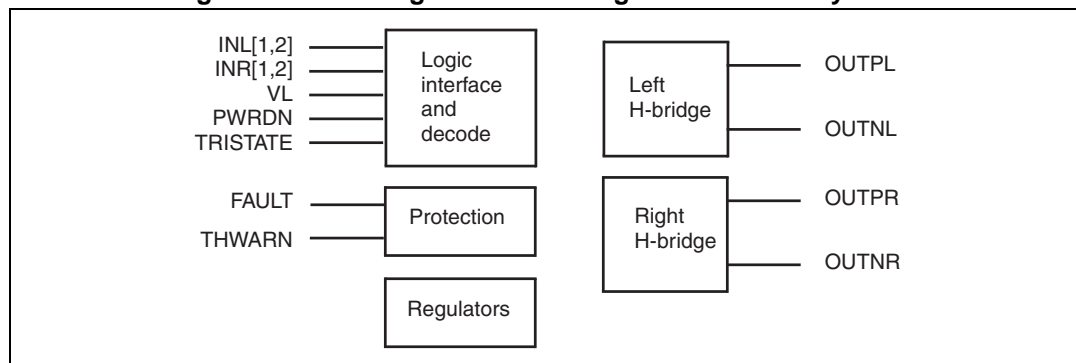 INL[1,2]
INR[1,2]
VL
PWRDN
TRISTATE
Logic
interface
and
decode
FAULT
THWARN
Protection
Regulators
Left
H-bridge
OUTPL
OUTNL
Right
H-bridge
OUTPR
OUTNR